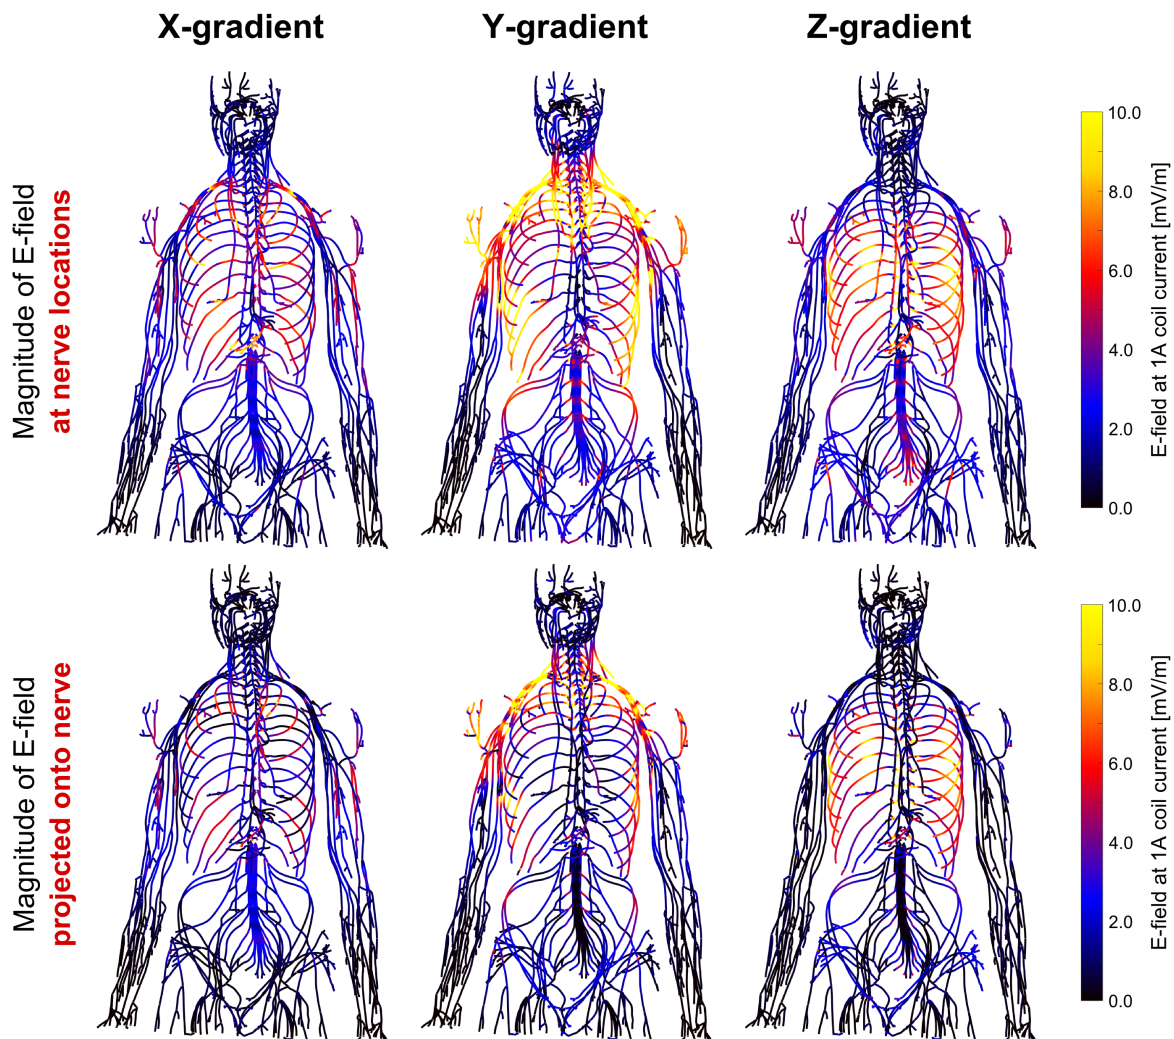 X-gradient
Y-gradient
Z-gradient
Magnitude of E-field
at nerve locations
10.0
8.0
6.0
4.0
2.0
0.0
E-field at 1A coil current [mV/m]
Magnitude of E-field
projected onto nerve
10.0
8.0
6.0
4.0
2.0
0.0
E-field at 1A coil current [mV/m]